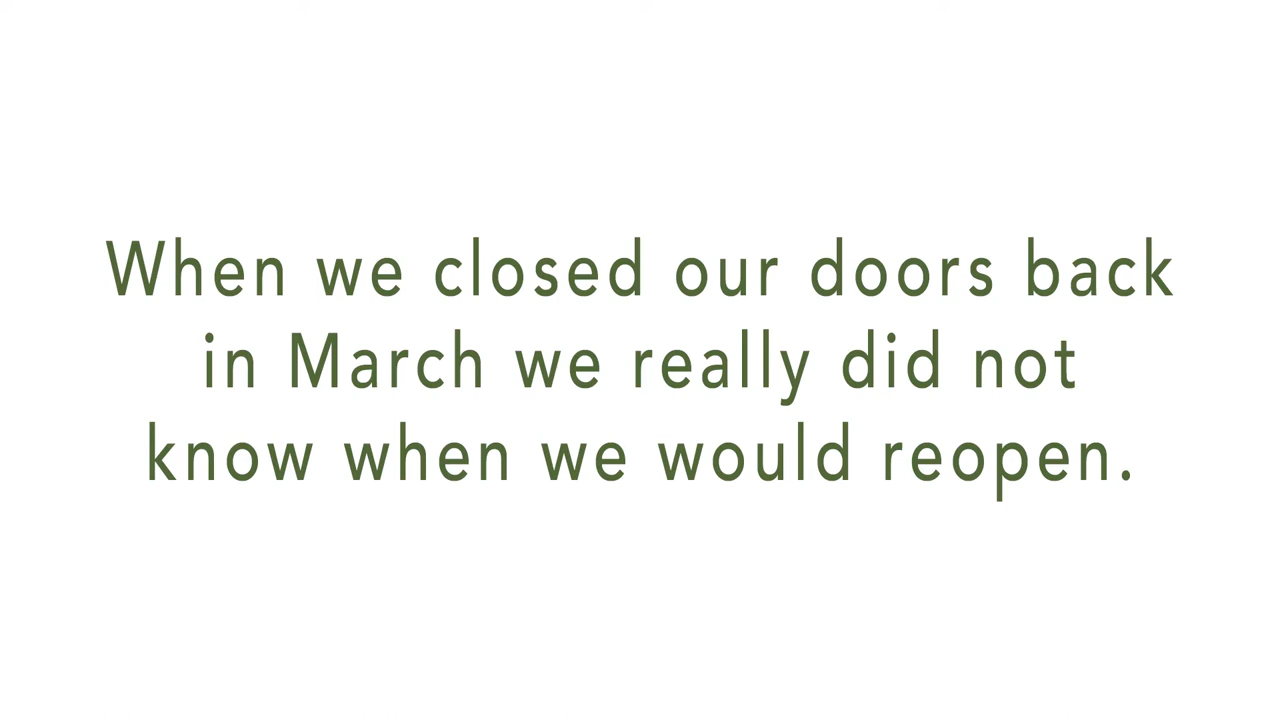 When we closed our doors back
in March we really did not
know when we would reopen.